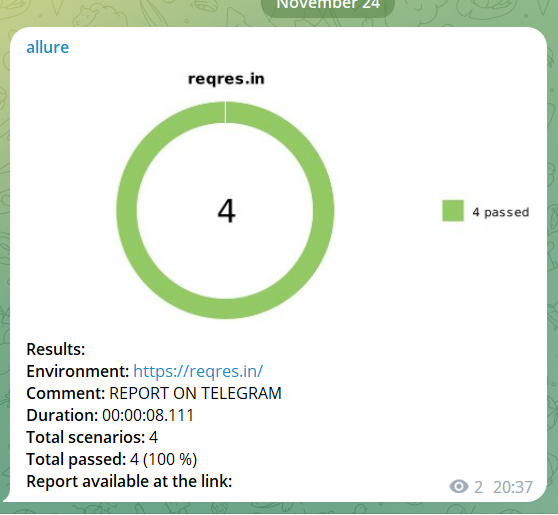 November 24
allure
reqres.in
4
4 passed
Results:
Environment: https://reqres.in/
Comment: REPORT ON TELEGRAM
Duration: 00:00:08.111
Total scenarios: 4
Total passed: 4 (100 %)
Report available at the link:
2 20:37